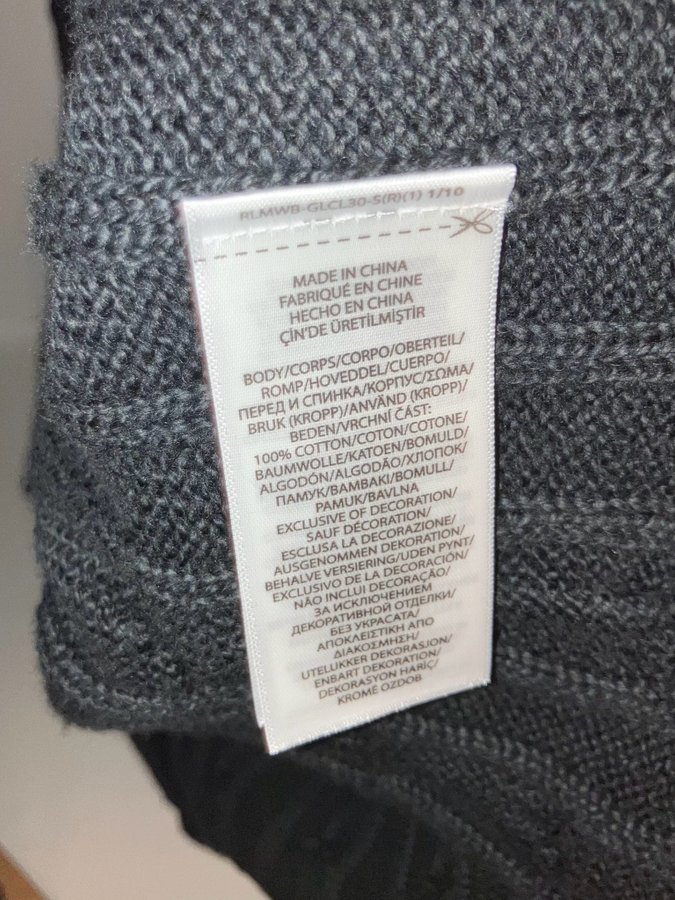 RLMWB-GLCL30-S(R)(1) 1/10
MADE IN CHINA
FABRIQUÉ EN CHINE
HECHO EN CHINA
ÇİN'DE ÜRETİLMİŞTİR
BODY/CORPS/CORPO/OBERTEIL/
ROMP/HOVEDDEL/CUERPO/
ПЕРЕД И СПИНКА/КОРПУС/ΣΩΜΑ/
BRUK (KROPP)/ANVÄND (KROPP)/
BEDEN/VRCHNÍ ČÁST:
100% COTTON/COTON/COTONE/
BAUMWOLLE/KATOEN/BOMULD/
ALGODÓN/ALGODÃO/ХЛОПОК/
ПАМУК/ΒΑΜΒΑΚΙ/BOMULL/
PAMUK/BAVLNA
EXCLUSIVE OF DECORATION/
SAUF DÉCORATION/
ESCLUSA LA DECORAZIONE/
AUSGENOMMEN DEKORATION/
BEHALVE VERSIERING/UDEN PYNT/
EXCLUSIVO DE LA DECORACIÓN/
NÃO INCLUI DECORAÇÃO/
ЗА ИСКЛЮЧЕНИЕМ
ДЕКОРАТИВНОЙ ОТДЕЛКИ/
БЕЗ УКРАСАТА/
ΑΠΟΚΛΕΙΣΤΙΚΗ ΑΠΟ
ΔΙΑΚΟΣΜΗΣΗ/
UTELUKKER DEKORASJON/
ENBART DEKORATION/
DEKORASYON HARİÇ/
KROMĚ OZDOB